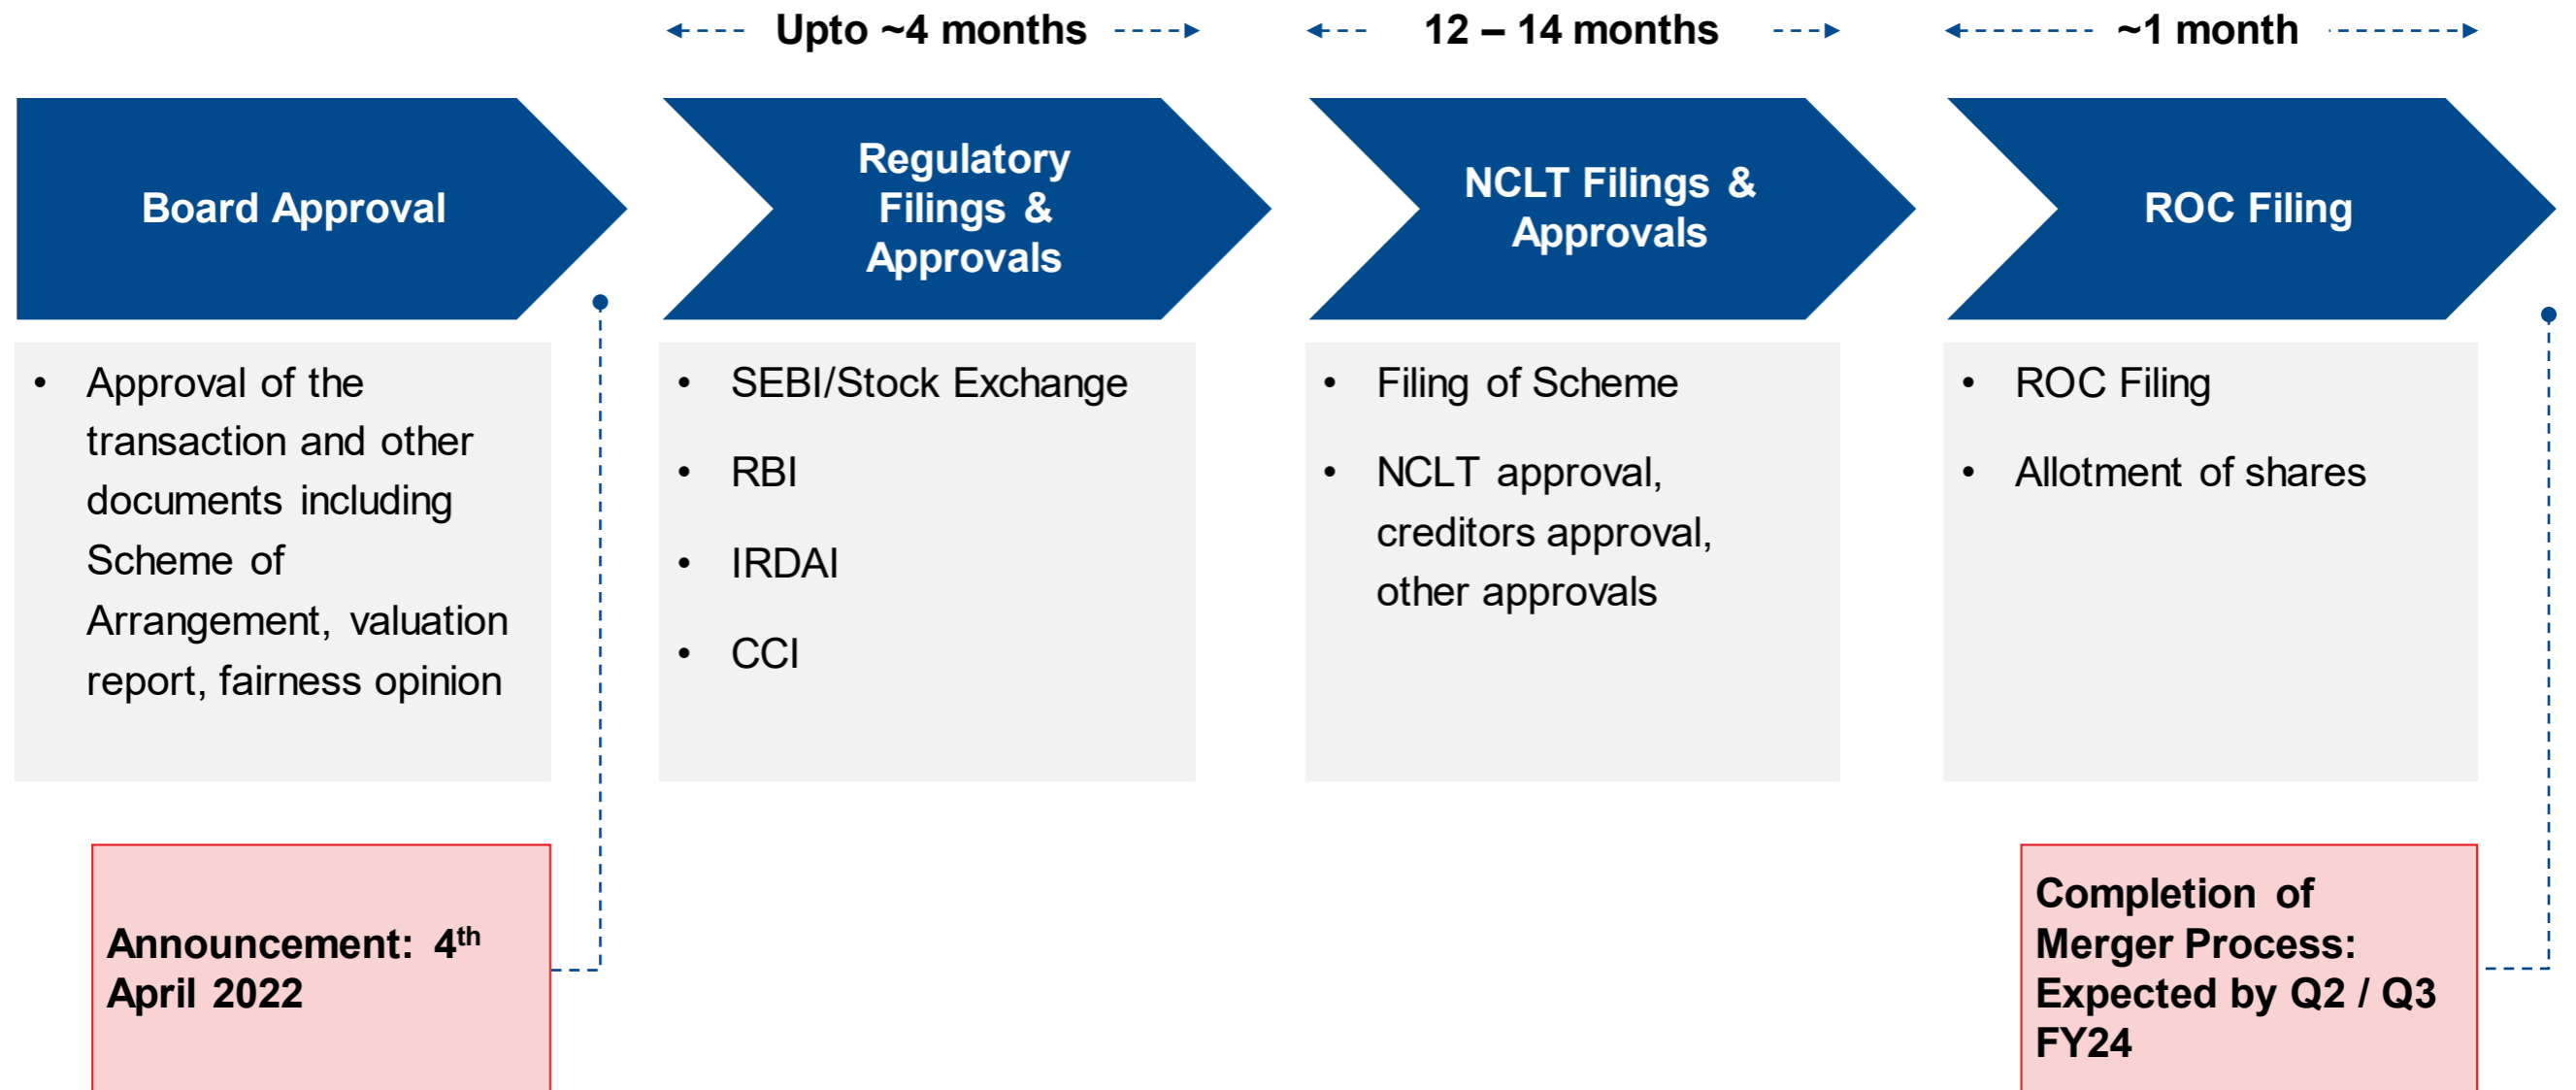 Upto ~4 months
12 – 14 months
~1 month
Board Approval
Regulatory
Filings &
Approvals
NCLT Filings &
Approvals
ROC Filing
• Approval of the
transaction and other
documents including
Scheme of
Arrangement, valuation
report, fairness opinion
• SEBI/Stock Exchange
• RBI
• IRDAI
• CCI
• Filing of Scheme
• NCLT approval,
creditors approval,
other approvals
• ROC Filing
• Allotment of shares
Announcement: 4th
April 2022
Completion of
Merger Process:
Expected by Q2 / Q3
FY24